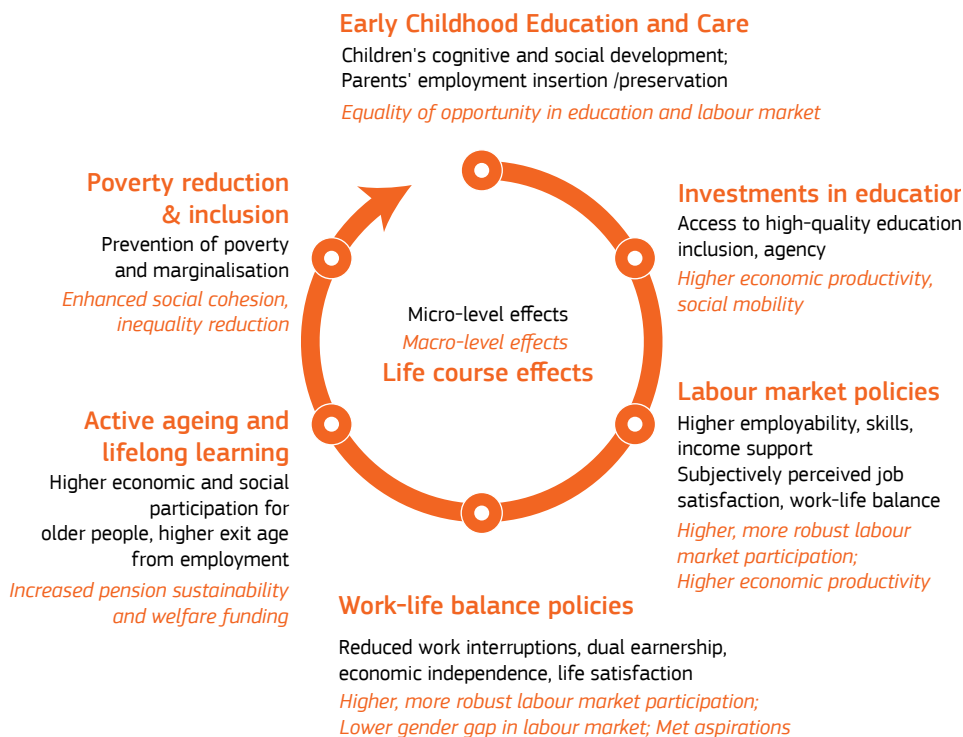 Early Childhood Education and Care
Children's cognitive and social development;
Parents' employment insertion /preservation
Equality of opportunity in education and labour market
Investments in education
Access to high-quality education
inclusion, agency
Higher economic productivity,
social mobility
Labour market policies
Higher employability, skills,
income support
Subjectively perceived job
satisfaction, work-life balance
Higher, more robust labour
market participation;
Higher economic productivity
Work-life balance policies
Reduced work interruptions, dual earnership,
economic independence, life satisfaction
Higher, more robust labour market participation;
Lower gender gap in labour market; Met aspirations
Active ageing and
lifelong learning
Higher economic and social
participation for
older people, higher exit age
from employment
Increased pension sustainability
and welfare funding
Poverty reduction
& inclusion
Prevention of poverty
and marginalisation
Enhanced social cohesion,
inequality reduction
Micro-level effects
Macro-level effects
Life course effects